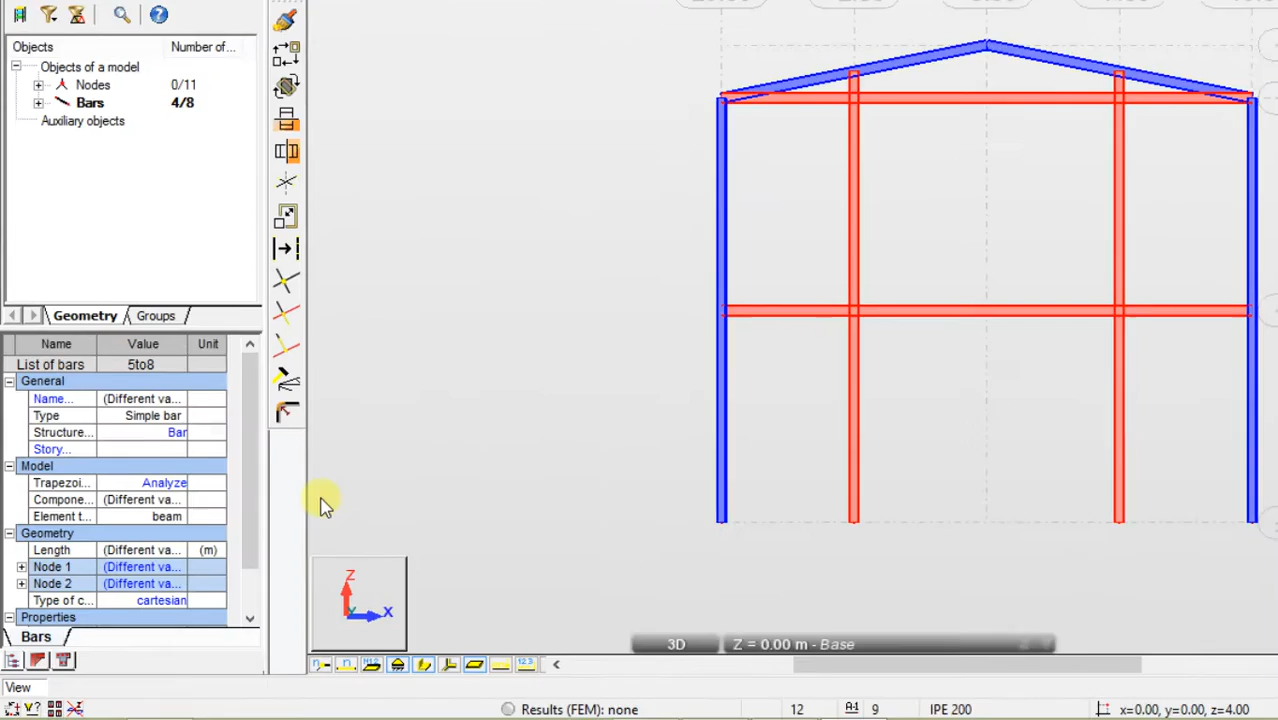 Objects Number of...
Objects of a model
Nodes 0/11
Bars 4/8
Auxiliary objects
Geometry Groups
Name Value Unit
List of bars 5to8
General
Name... (Different va...
Type Simple bar
Structure... Bar
Story...
Model
Trapezoi... Analyze
Compone... (Different va...
Element t... beam
Geometry
Length (Different va... (m)
Node 1 (Different va...
Node 2 (Different va...
Type of c... cartesian
Properties
Bars
Z
Y
X
3D Z = 0.00 m - Base
View
Results (FEM): none 12 9 IPE 200 x=0.00, y=0.00, z=4.00